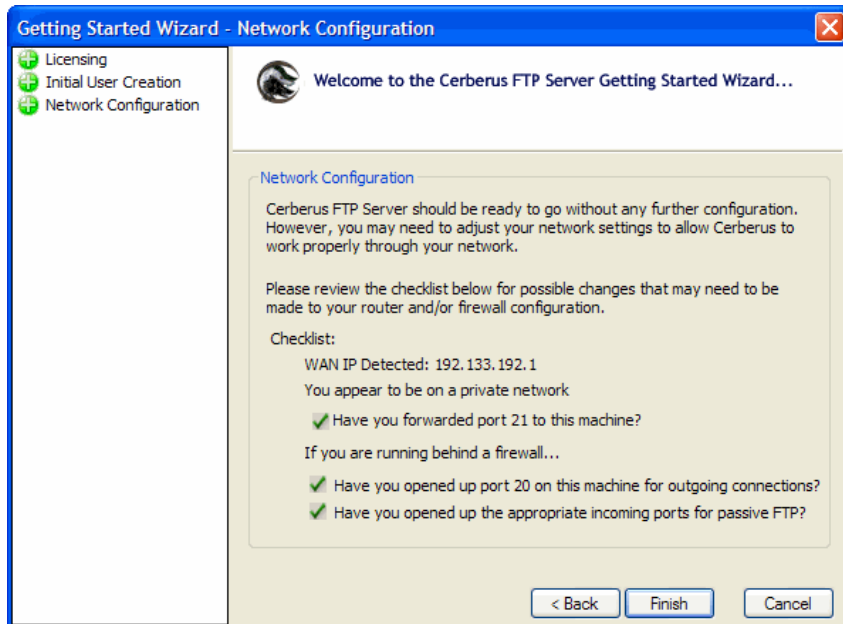 Getting Started Wizard - Network Configuration
Licensing
Initial User Creation
Network Configuration
Welcome to the Cerberus FTP Server Getting Started Wizard...
Network Configuration
Cerberus FTP Server should be ready to go without any further configuration.
However, you may need to adjust your network settings to allow Cerberus to
work properly through your network.
Please review the checklist below for possible changes that may need to be
made to your router and/or firewall configuration.
Checklist:
WAN IP Detected: 192.133.192.1
You appear to be on a private network
Have you forwarded port 21 to this machine?
If you are running behind a firewall...
Have you opened up port 20 on this machine for outgoing connections?
Have you opened up the appropriate incoming ports for passive FTP?
< Back
Finish
Cancel